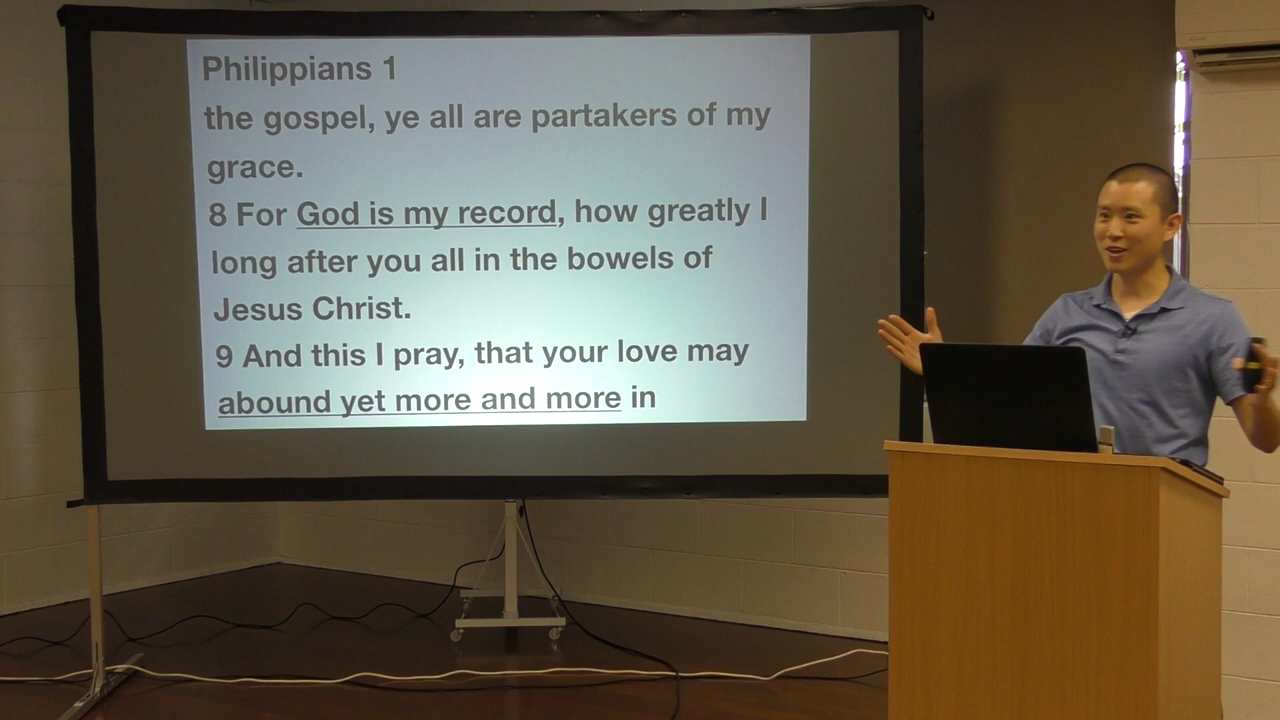 Philippians 1
the gospel, ye all are partakers of my
grace.
8 For God is my record, how greatly I
long after you all in the bowels of
Jesus Christ.
9 And this I pray, that your love may
abound yet more and more in